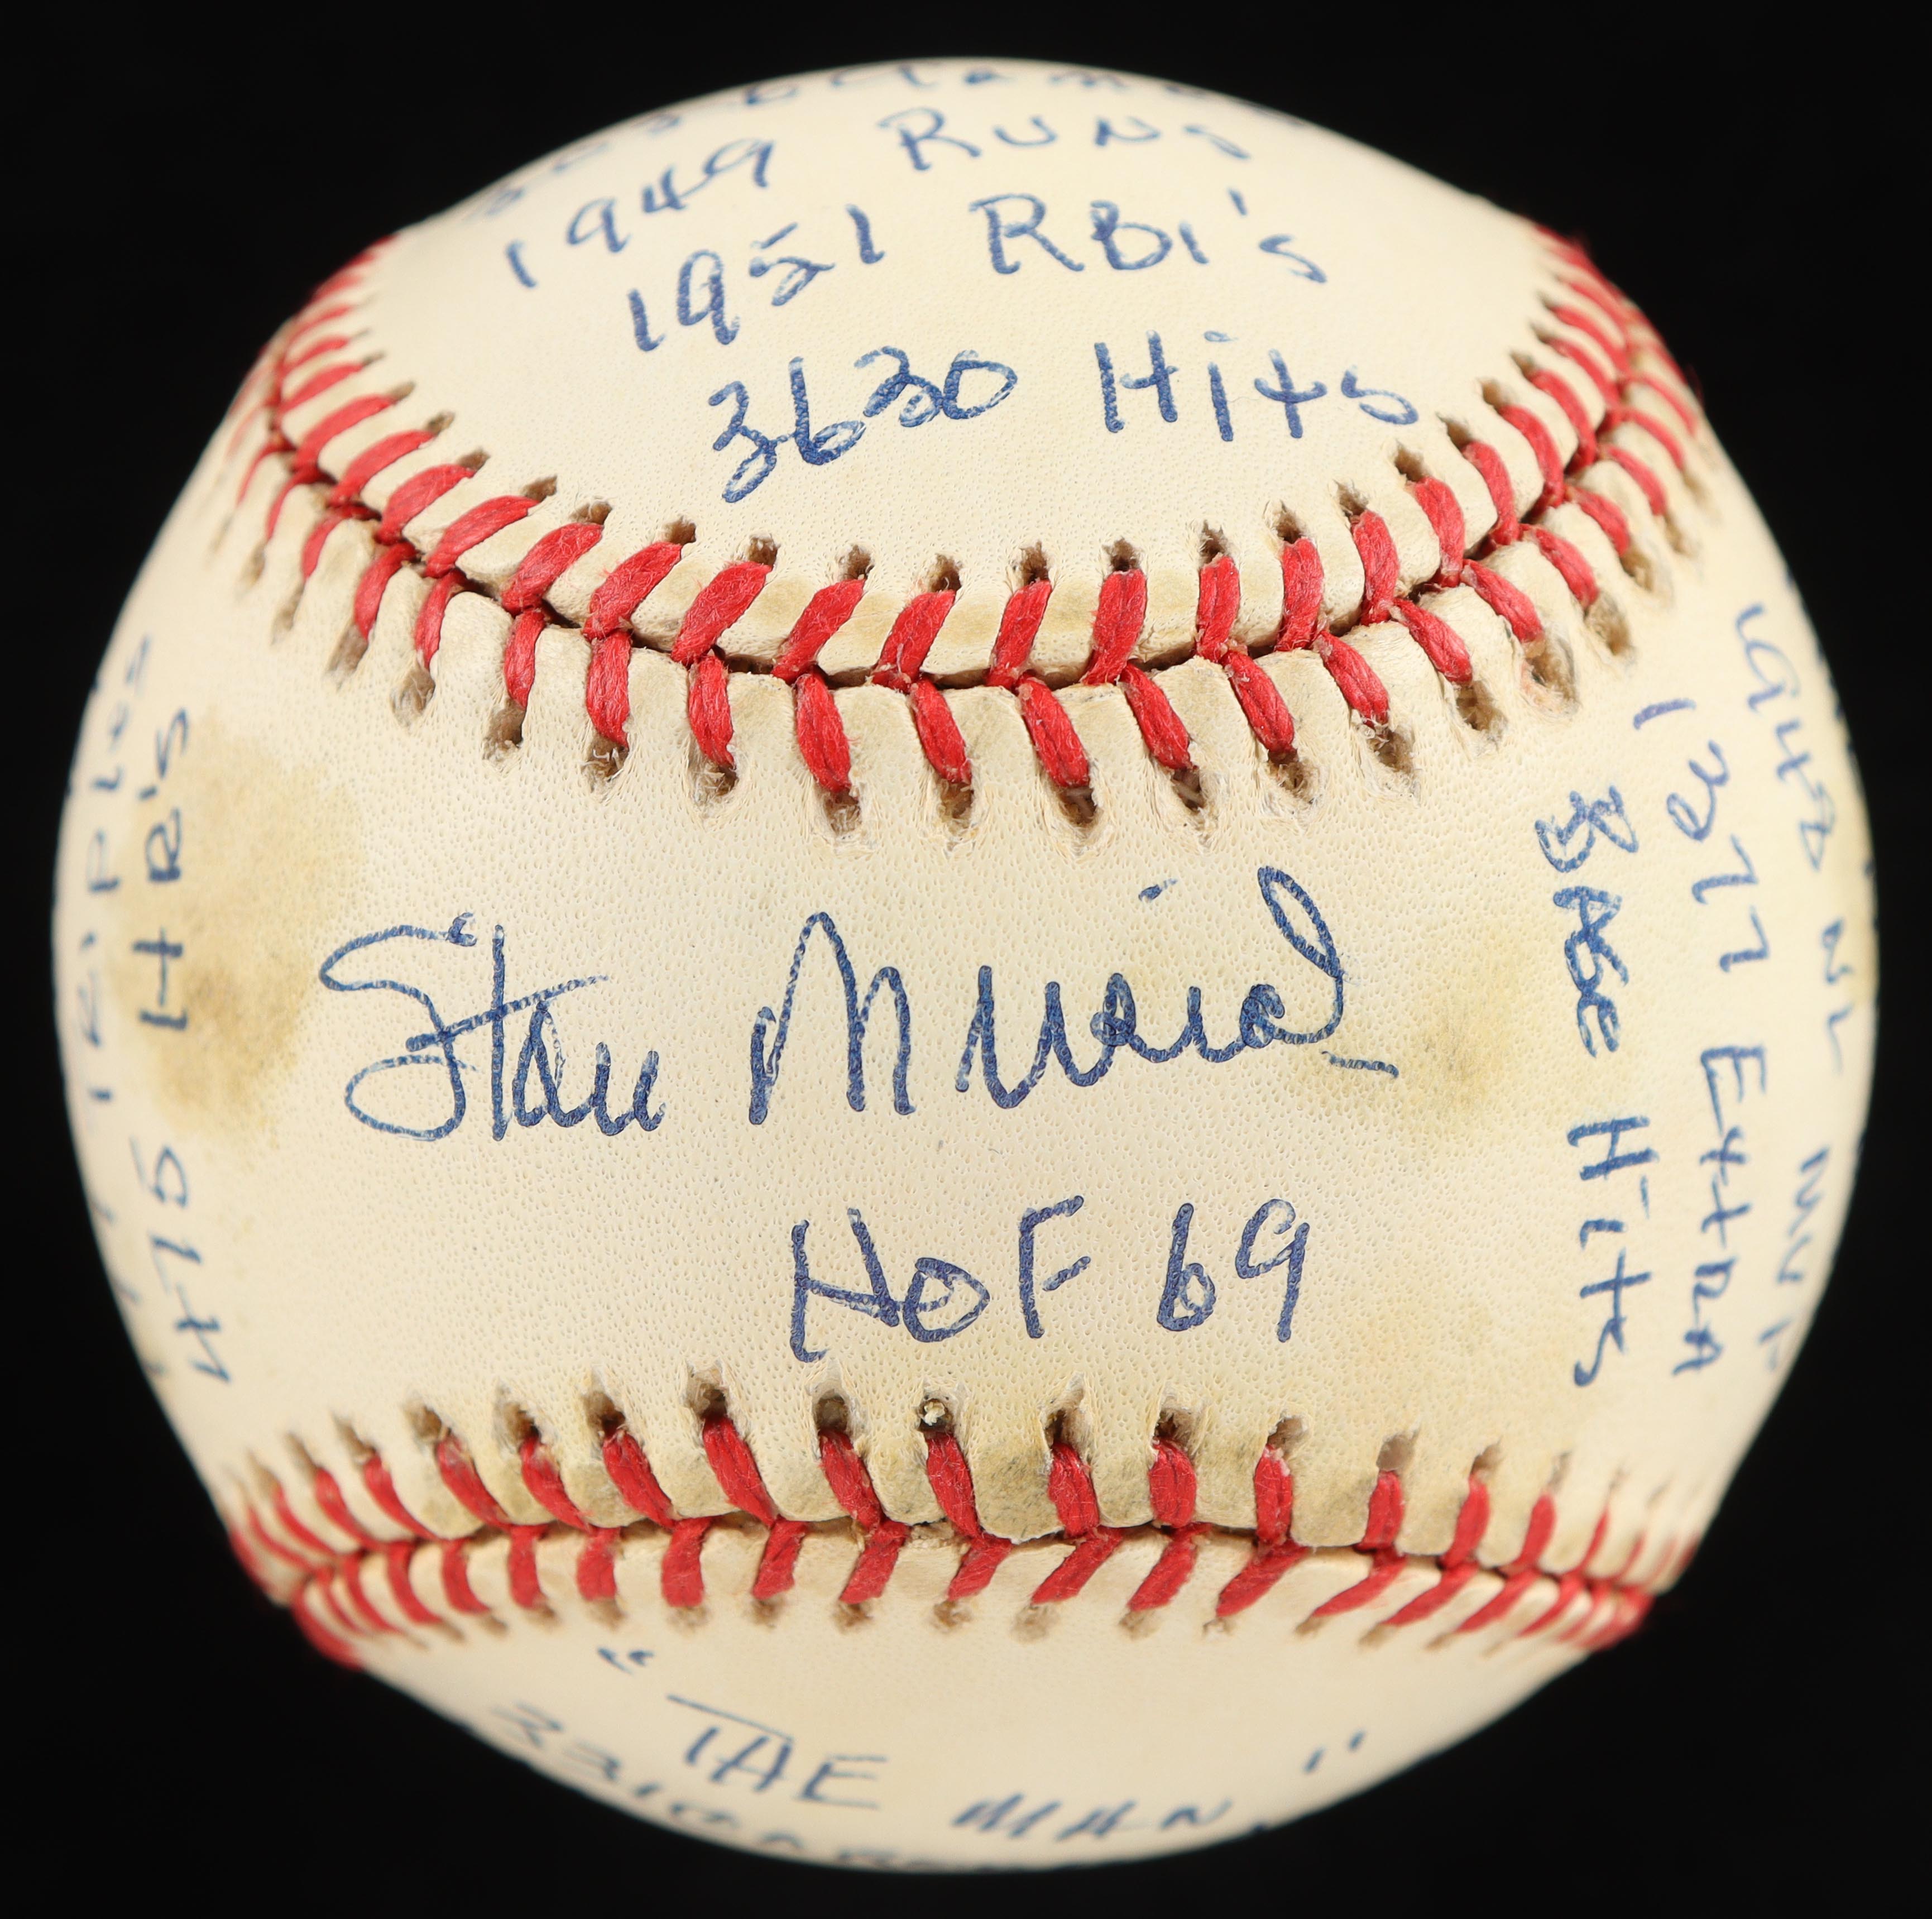 1949 Runs
1951 RBI's
3630 Hits
Stan Musial
HOF 69
"THE MAN"
Triples
475 HR's
Base Hits
1377 Extra
NL MVP